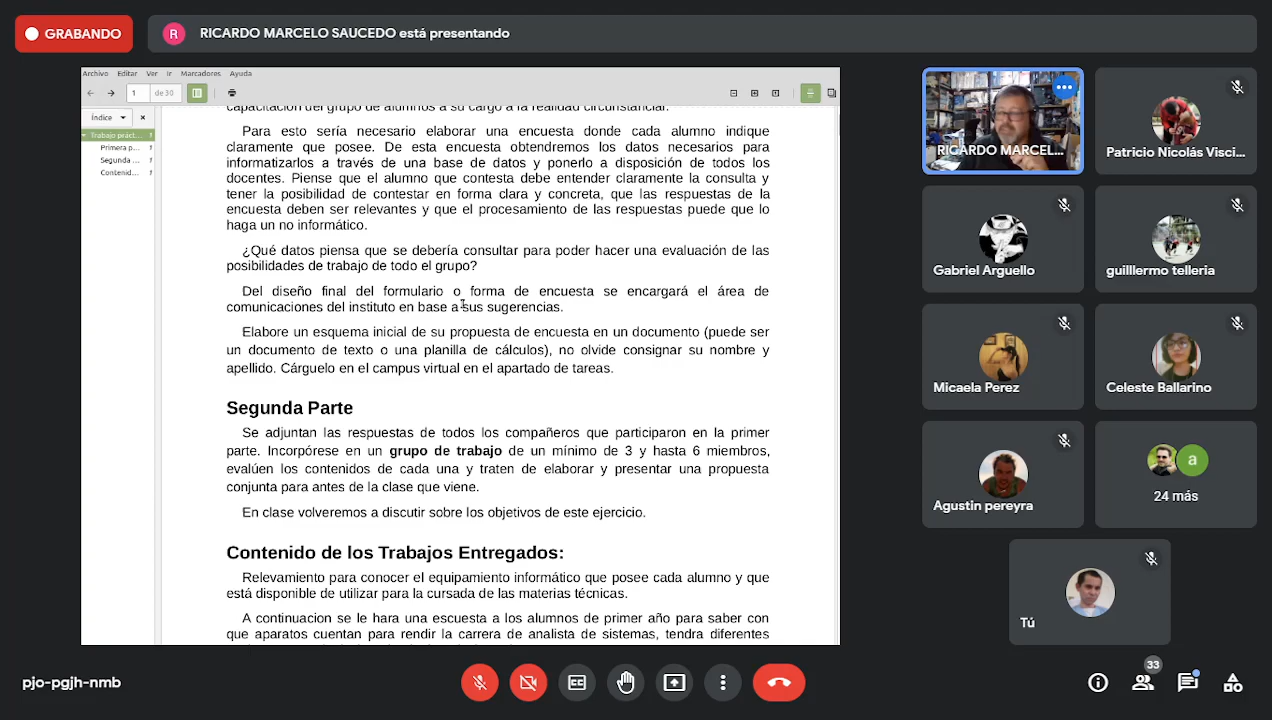 GRABANDO
R
RICARDO MARCELO SAUCEDO está presentando
Archivo Editar Ver Ir Marcadores Ayuda
1 de 30
Índice
Trabajo práct... 1
Primera p... 1
Segunda ... 1
Contenid... 1
capacitación del grupo de alumnos a su cargo a la realidad circunstancial.
Para esto sería necesario elaborar una encuesta donde cada alumno indique
claramente que posee. De esta encuesta obtendremos los datos necesarios para
informatizarlos a través de una base de datos y ponerlo a disposición de todos los
docentes. Piense que el alumno que contesta debe entender claramente la consulta y
tener la posibilidad de contestar en forma clara y concreta, que las respuestas de la
encuesta deben ser relevantes y que el procesamiento de las respuestas puede que lo
haga un no informático.
¿Qué datos piensa que se debería consultar para poder hacer una evaluación de las
posibilidades de trabajo de todo el grupo?
Del diseño final del formulario o forma de encuesta se encargará el área de
comunicaciones del instituto en base a sus sugerencias.
Elabore un esquema inicial de su propuesta de encuesta en un documento (puede ser
un documento de texto o una planilla de cálculos), no olvide consignar su nombre y
apellido. Cárguelo en el campus virtual en el apartado de tareas.
Segunda Parte
Se adjuntan las respuestas de todos los compañeros que participaron en la primer
parte. Incorpórese en un grupo de trabajo de un mínimo de 3 y hasta 6 miembros,
evalúen los contenidos de cada una y traten de elaborar y presentar una propuesta
conjunta para antes de la clase que viene.
En clase volveremos a discutir sobre los objetivos de este ejercicio.
Contenido de los Trabajos Entregados:
Relevamiento para conocer el equipamiento informático que posee cada alumno y que
está disponible de utilizar para la cursada de las materias técnicas.
A continuacion se le hara una escuesta a los alumnos de primer año para saber con
que aparatos cuentan para rendir la carrera de analista de sistemas, tendra diferentes
RICARDO MARCEL...
Patricio Nicolás Visci...
Gabriel Arguello
guilllermo telleria
Micaela Perez
Celeste Ballarino
Agustin pereyra
a
24 más
Tú
pjo-pgjh-nmb
33